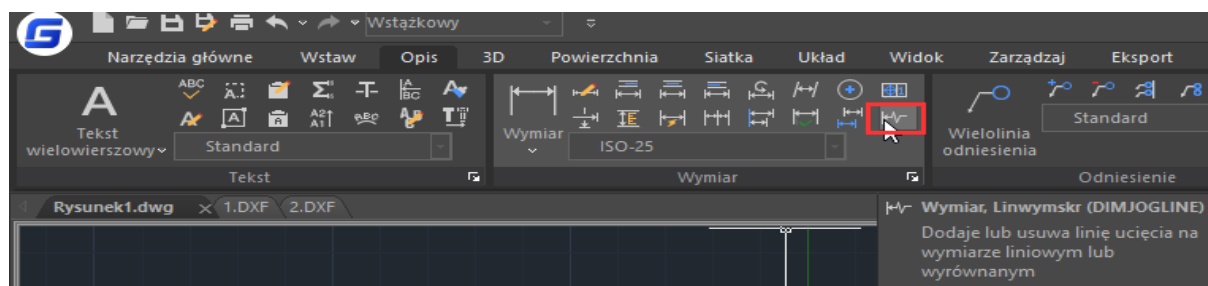 Wstążkowy
Narzędzia główne Wstaw Opis 3D Powierzchnia Siatka Układ Widok Zarządzaj Eksport
Tekst wielowierszowy
Standard
Tekst
Wymiar
ISO-25
Wymiar
Wielolinia odniesienia
Standard
Odniesienie
Rysunek1.dwg 1.DXF 2.DXF
Wymiar, Linwymskr (DIMJOGLINE)
Dodaje lub usuwa linię ucięcia na
wymiarze liniowym lub
wyrównanym